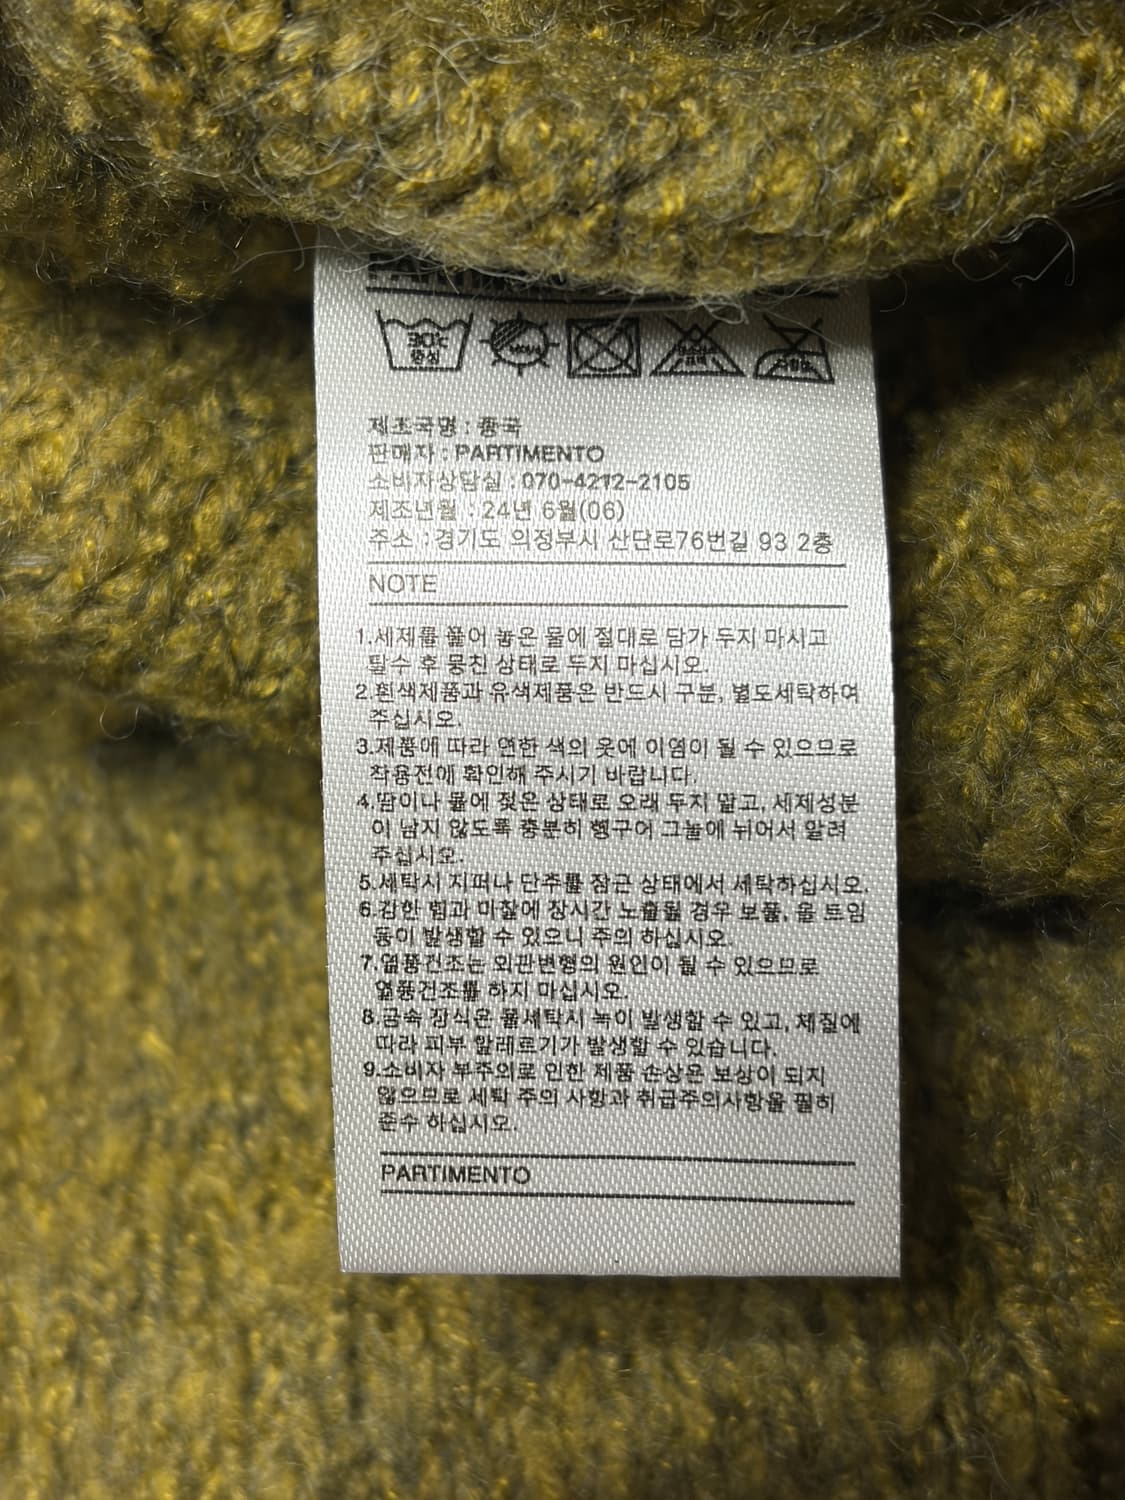 PARTIMENTO
30℃
중성
제조국명 : 중국
판매자 : PARTIMENTO
소비자상담실 : 070-4212-2105
제조년월 : 24년 6월(06)
주소 : 경기도 의정부시 산단로76번길 93 2층
NOTE
1.세제를 풀어 놓은 물에 절대로 담가 두지 마시고
탈수 후 뭉친 상태로 두지 마십시오.
2.흰색제품과 유색제품은 반드시 구분, 별도세탁하여
주십시오.
3.제품에 따라 연한 색의 옷에 이염이 될 수 있으므로
착용전에 확인해 주시기 바랍니다.
4.땀이나 물에 젖은 상태로 오래 두지 말고, 세제성분
이 남지 않도록 충분히 헹구어 그늘에 뉘어서 말려
주십시오.
5.세탁시 지퍼나 단추를 잠근 상태에서 세탁하십시오.
6.강한 힘과 마찰에 장시간 노출될 경우 보풀, 올 트임
등이 발생할 수 있으니 주의 하십시오.
7.열풍건조는 외관변형의 원인이 될 수 있으므로
열풍건조를 하지 마십시오.
8.금속 장식은 물세탁시 녹이 발생할 수 있고, 체질에
따라 피부 알레르기가 발생할 수 있습니다.
9.소비자 부주의로 인한 제품 손상은 보상이 되지
않으므로 세탁 주의 사항과 취급주의사항을 필히
준수 하십시오.
PARTIMENTO